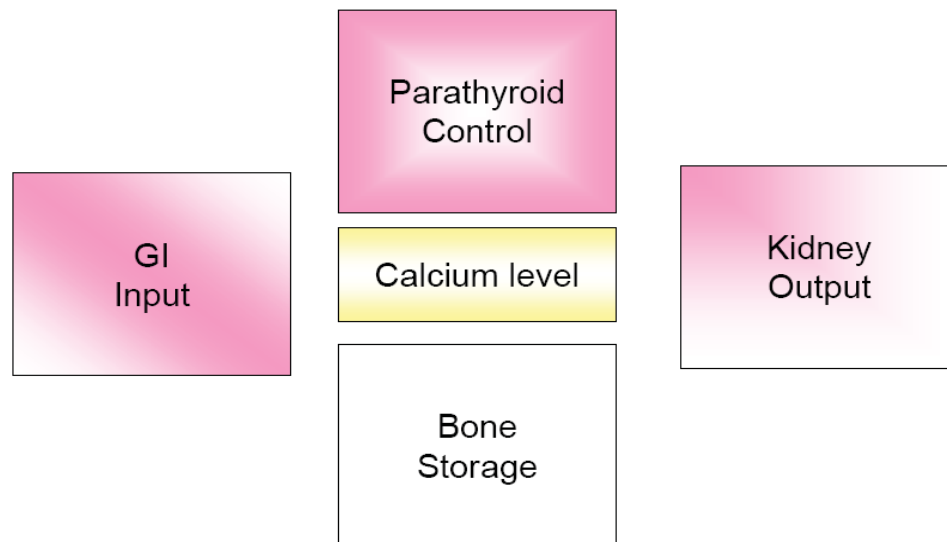 Parathyroid
Control
GI
Input
Calcium level
Kidney
Output
Bone
Storage